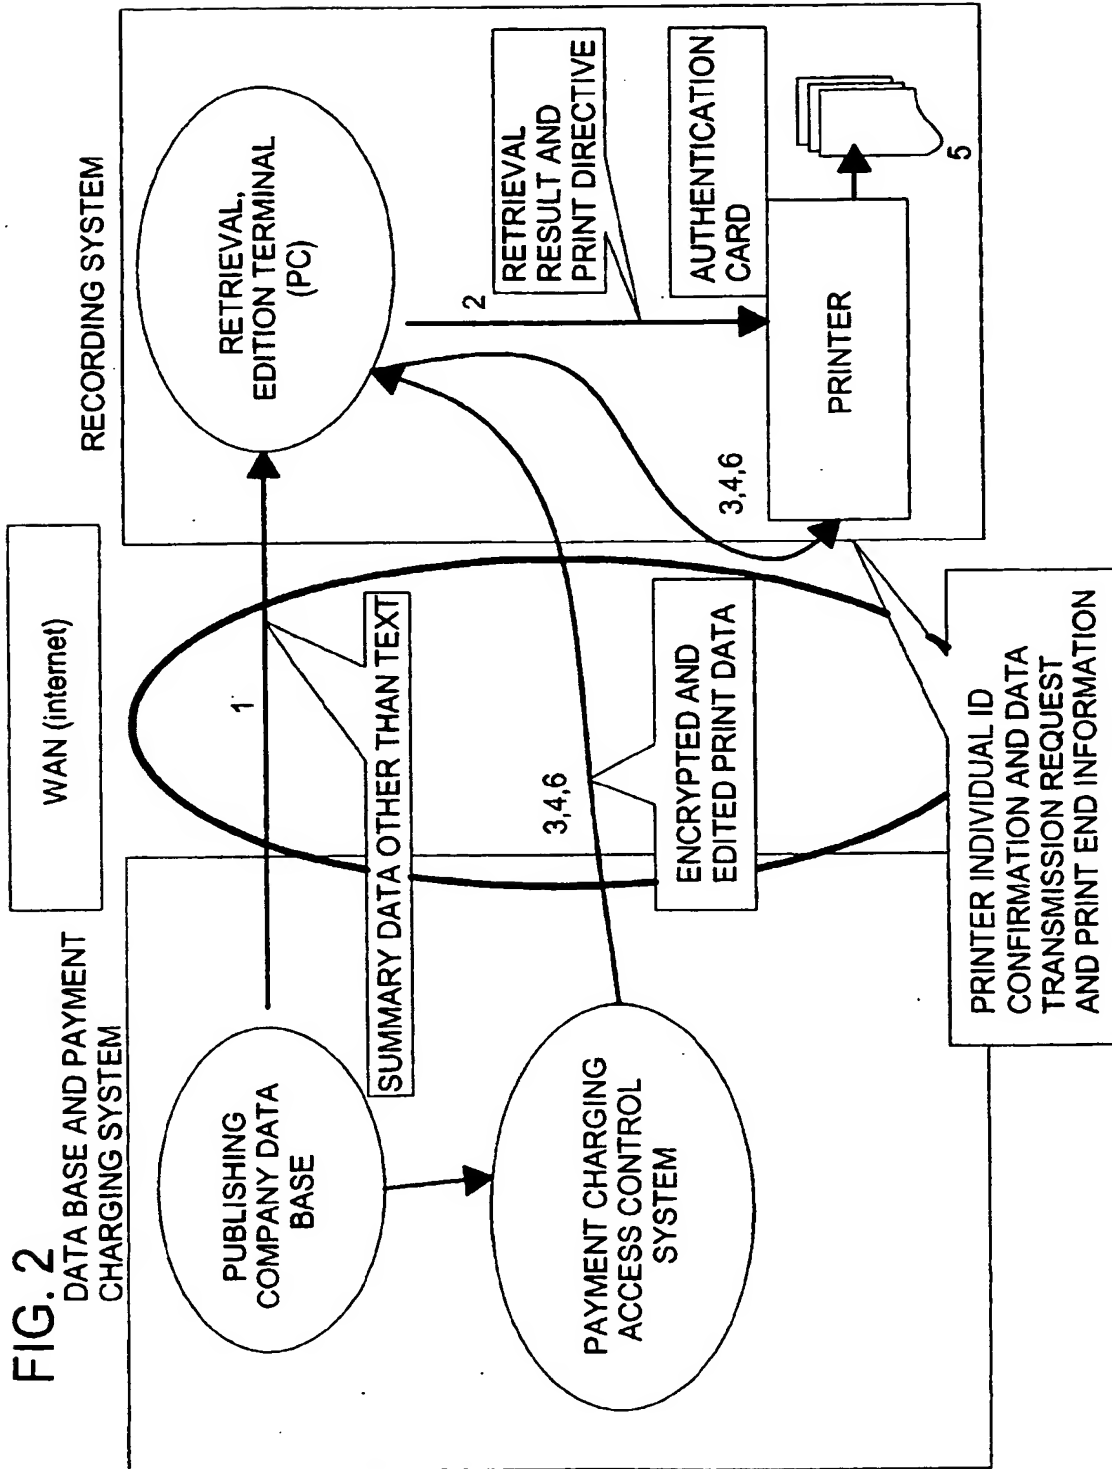 FIG. 2
DATA BASE AND PAYMENT
CHARGING SYSTEM
WAN (internet)
RECORDING SYSTEM
PUBLISHING
COMPANY DATA
BASE
1
RETRIEVAL,
EDITION TERMINAL
(PC)
SUMMARY DATA OTHER THAN TEXT
2
RETRIEVAL
RESULT AND
PRINT DIRECTIVE
PAYMENT CHARGING
ACCESS CONTROL
SYSTEM
3,4,6
ENCRYPTED AND
EDITED PRINT DATA
3,4,6
AUTHENTICATION
CARD
PRINTER
5
PRINTER INDIVIDUAL ID
CONFIRMATION AND DATA
TRANSMISSION REQUEST
AND PRINT END INFORMATION